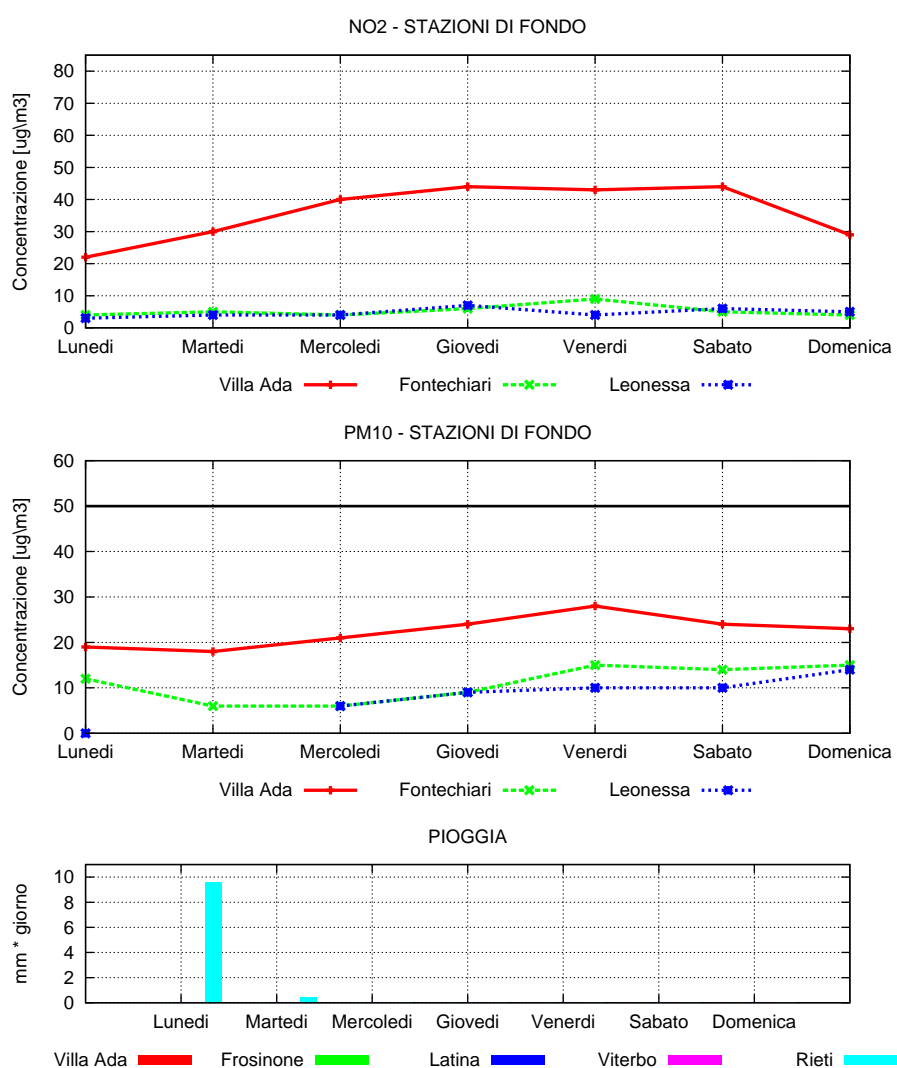 NO2 - STAZIONI DI FONDO
Concentrazione [ug\m3]
80
70
60
50
40
30
20
10
0
Lunedi Martedi Mercoledi Giovedi Venerdi Sabato Domenica
Villa Ada Fontechiari Leonessa
PM10 - STAZIONI DI FONDO
Concentrazione [ug\m3]
60
50
40
30
20
10
0
Lunedi Martedi Mercoledi Giovedi Venerdi Sabato Domenica
Villa Ada Fontechiari Leonessa
PIOGGIA
mm * giorno
10
8
6
4
2
0
Lunedi Martedi Mercoledi Giovedi Venerdi Sabato Domenica
Villa Ada Frosinone Latina Viterbo Rieti